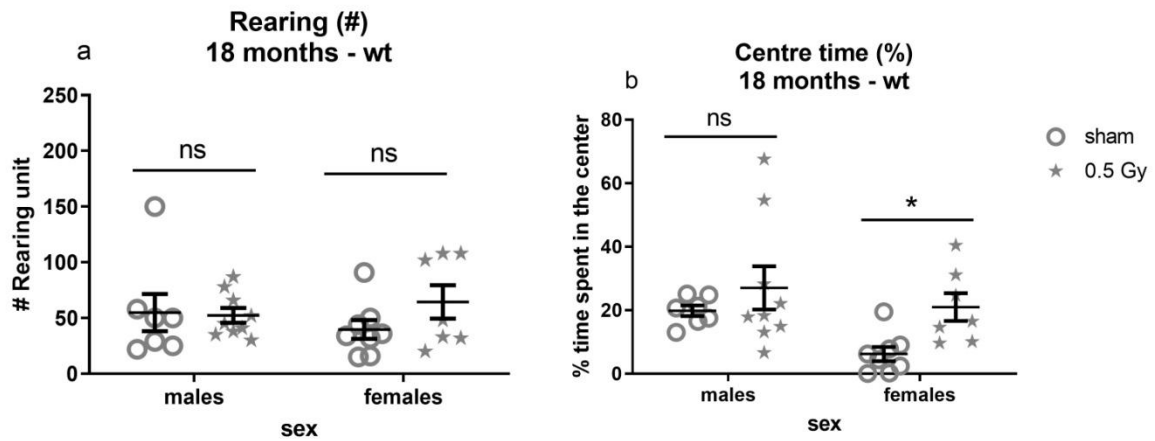 a
Rearing (#)
18 months - wt
# Rearing unit
250
200
150
100
50
0
ns
ns
males
females
sex
b
Centre time (%)
18 months - wt
% time spent in the center
80
60
40
20
0
ns
*
males
females
sex
sham
0.5 Gy